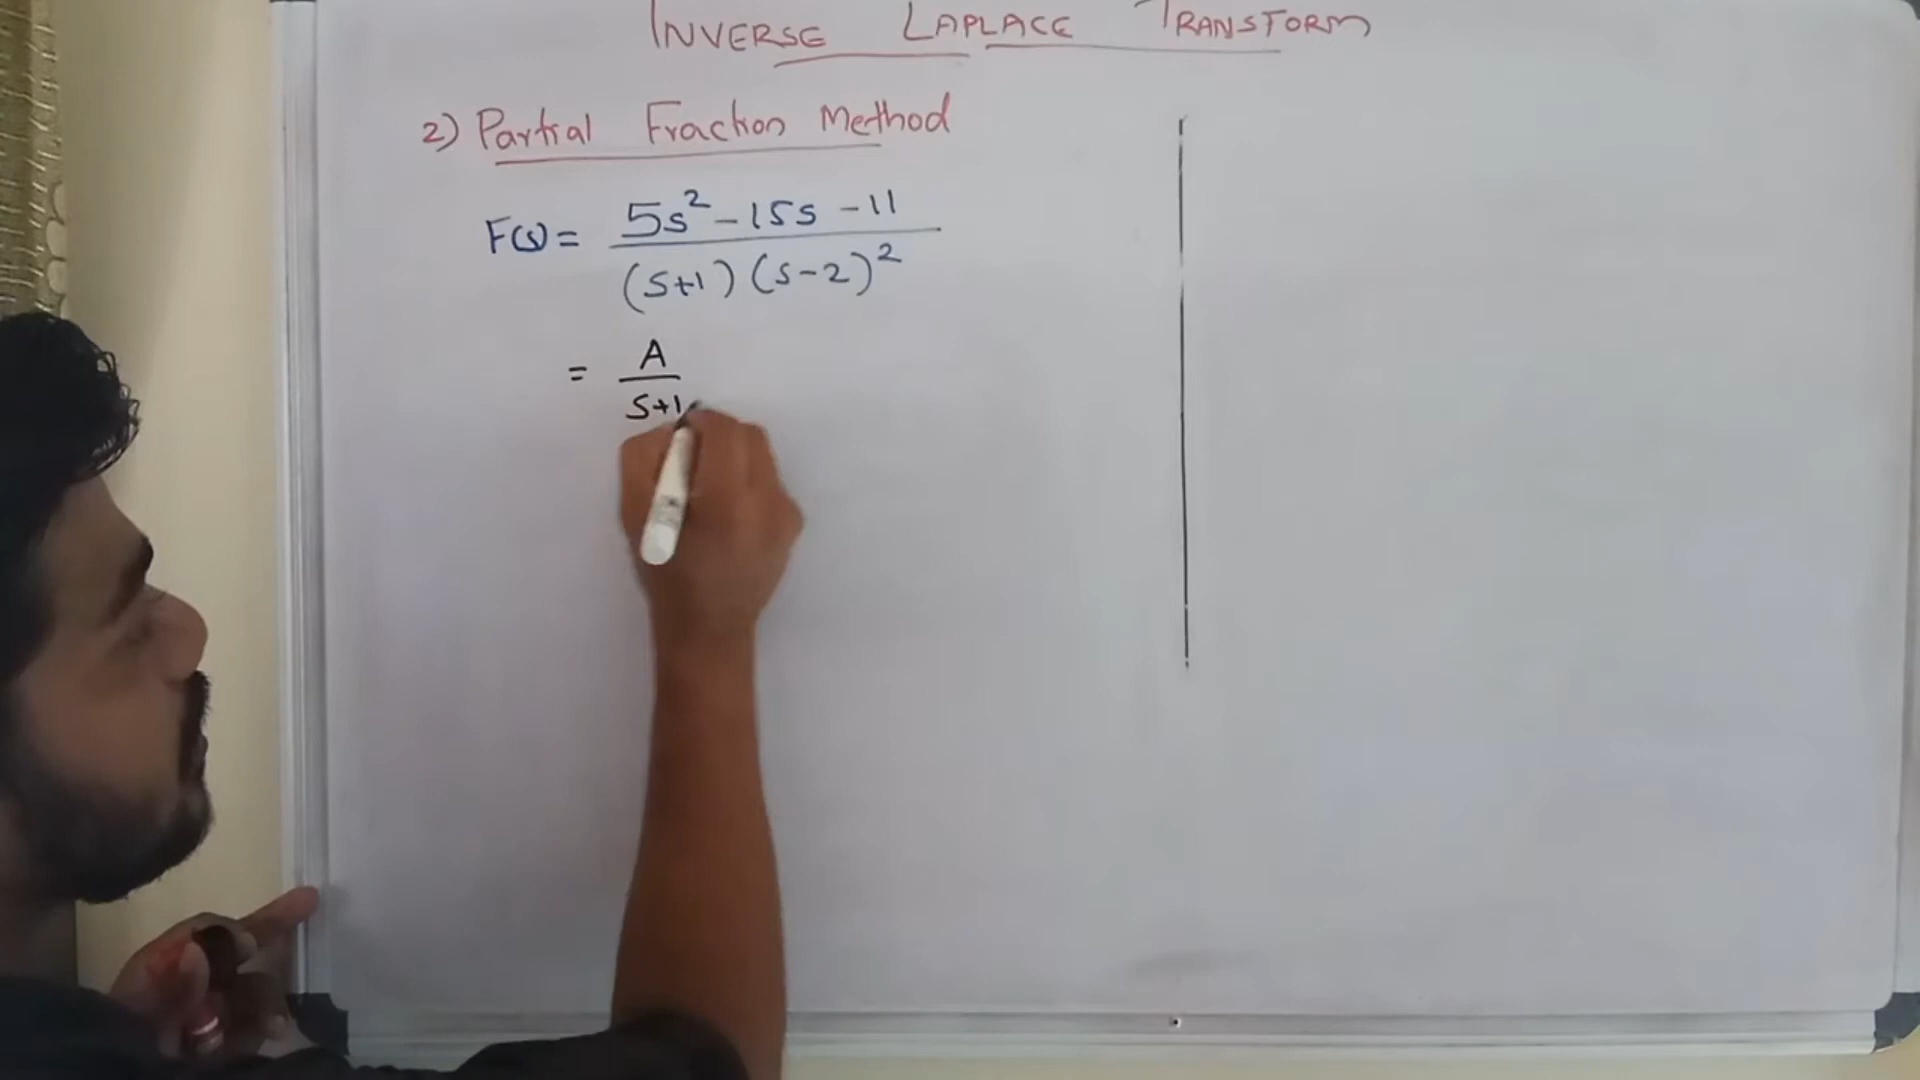 INVERSE LAPLACE TRANSFORM
2) Partial Fraction Method
F(s) = 5s² - 15s - 11
(s+1) (s-2)²
= A
s+1